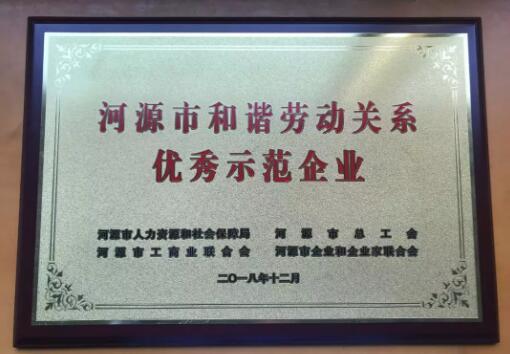 河源市和谐劳动关系
优秀示范企业
河源市人力资源和社会保障局 河源市总工会
河源市工商业联合会 河源市企业和企业家联合会
二〇一八年十二月